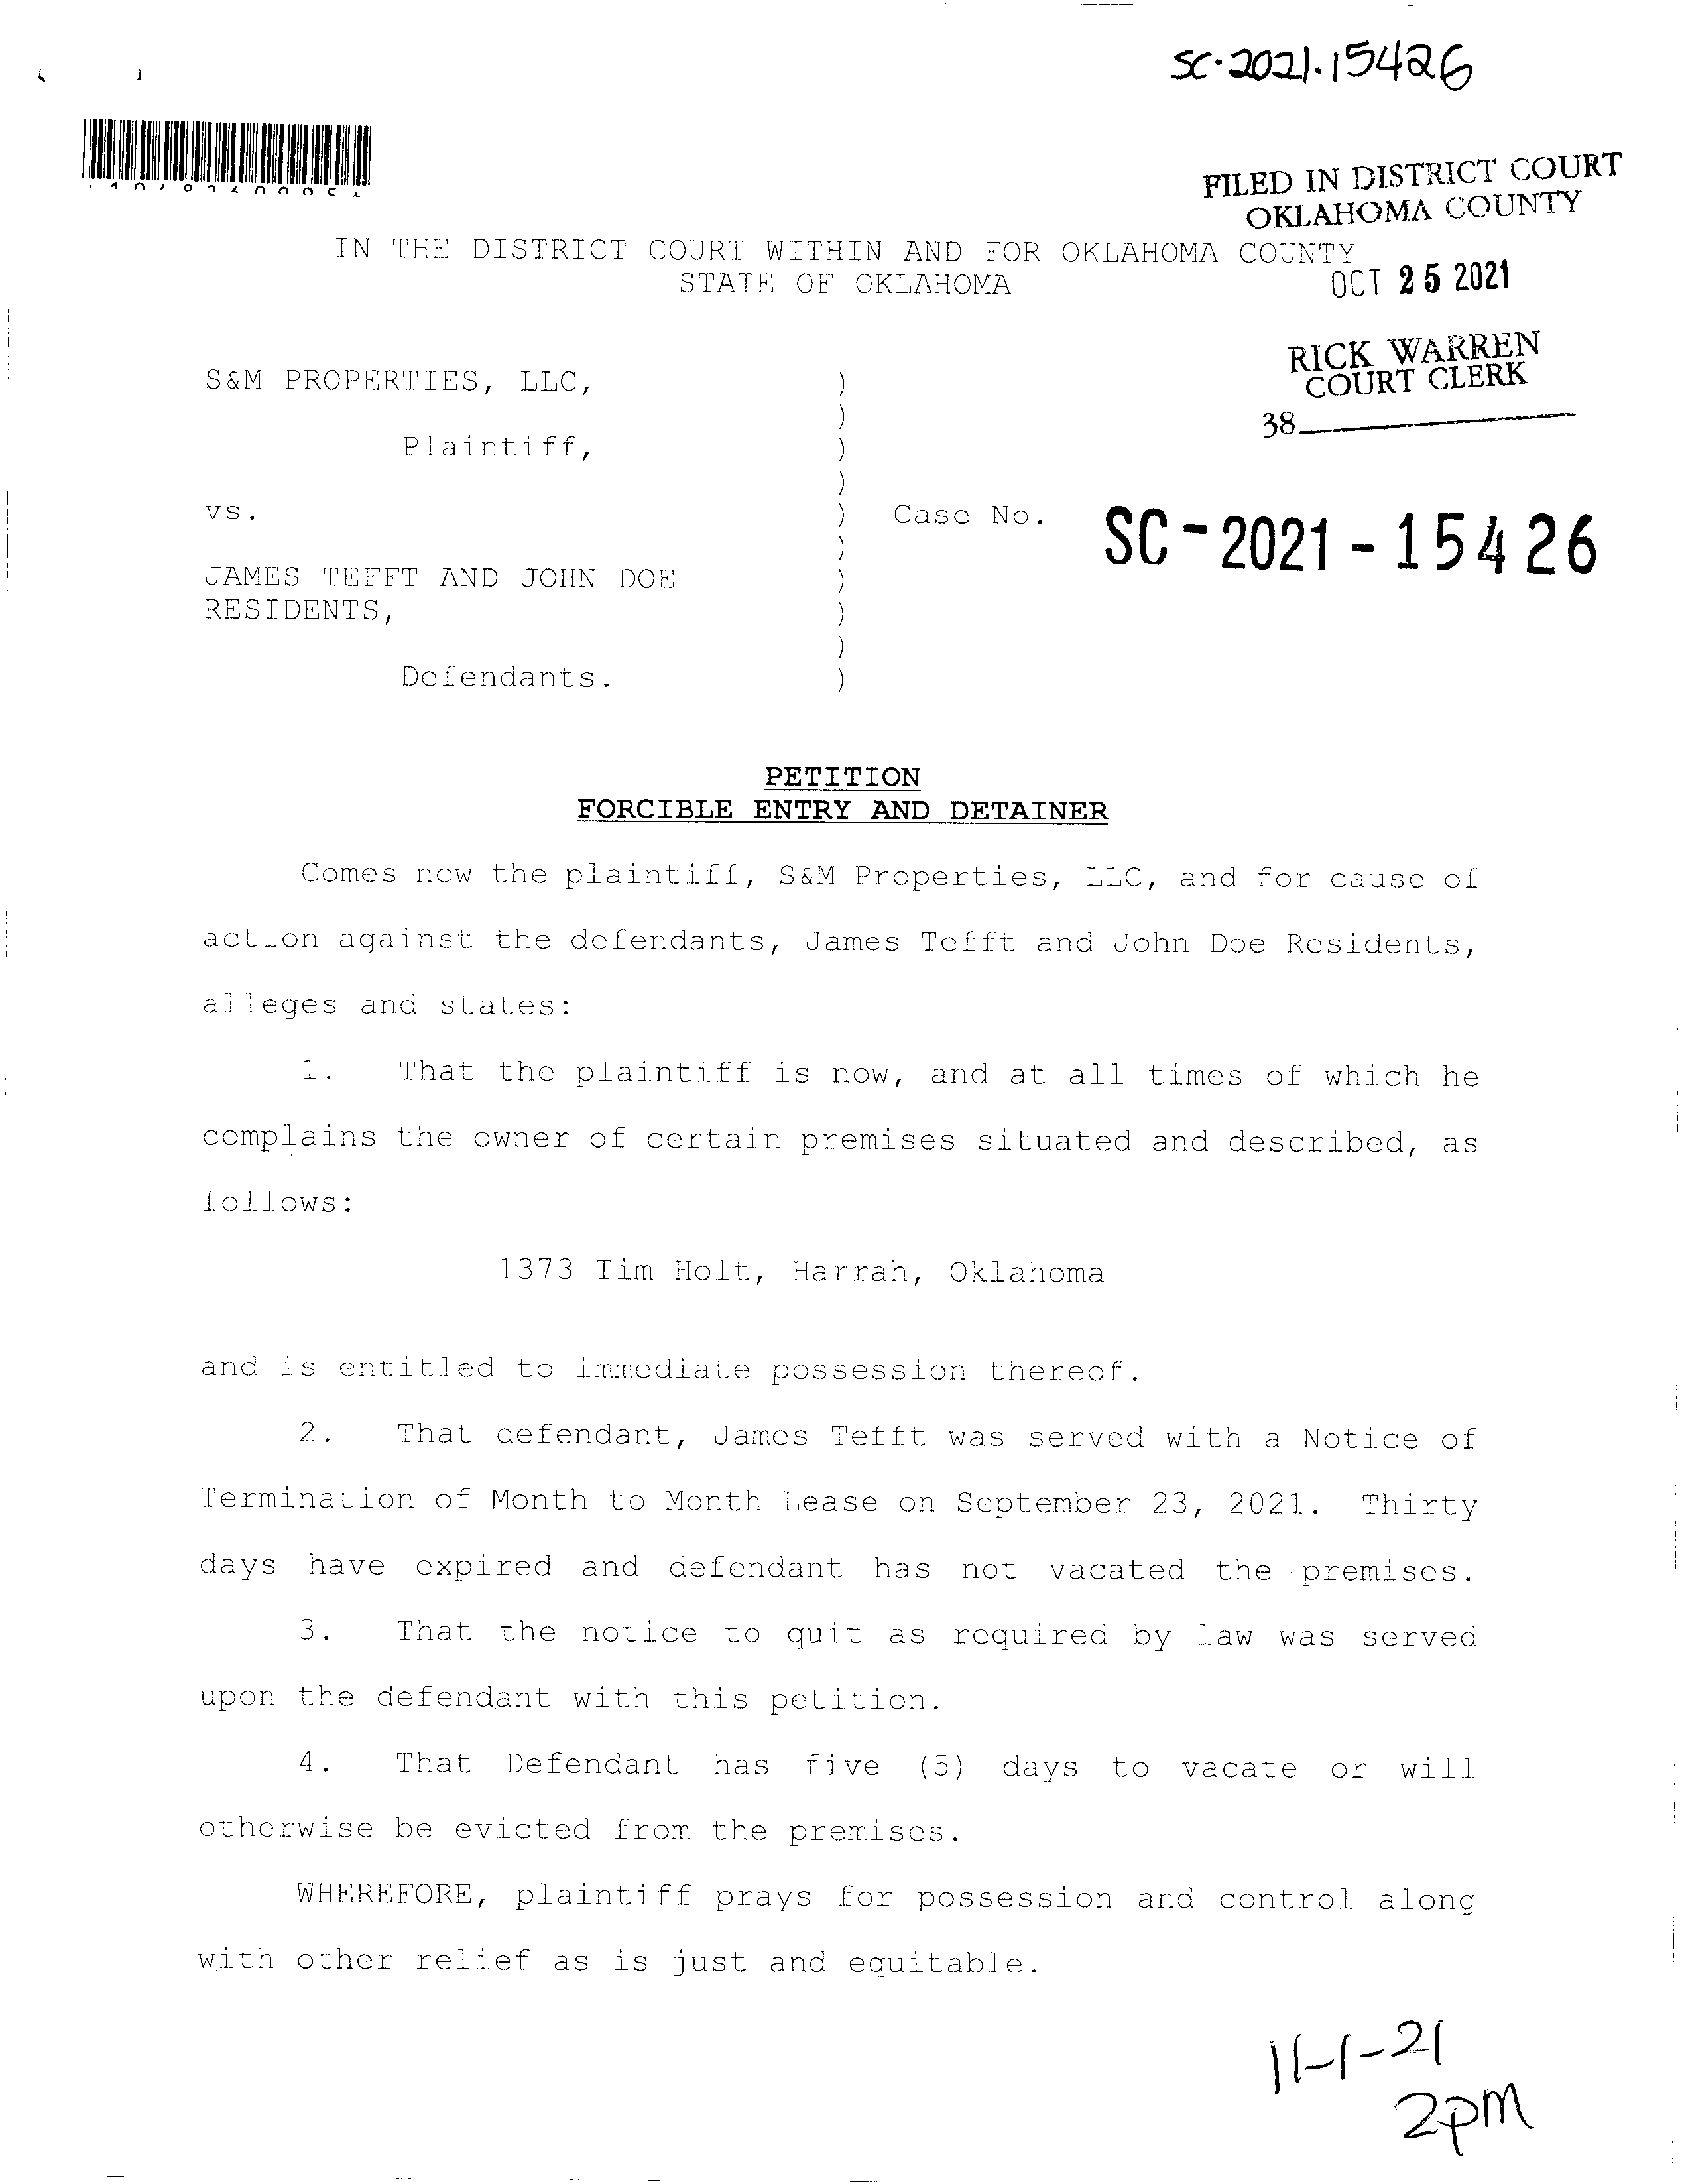 SC-2021-15426
FILED IN DISTRICT COURT
OKLAHOMA COUNTY
IN THE DISTRICT COURT WITHIN AND FOR OKLAHOMA COUNTY
STATE OF OKLAHOMA
OCT 25 2021
RICK WARREN
COURT CLERK
38
S&M PROPERTIES, LLC, )
)
Plaintiff, )
)
vs. ) Case No. SC-2021-15426
)
JAMES TEFFT AND JOHN DOE )
RESIDENTS, )
)
Defendants. )
PETITION
FORCIBLE ENTRY AND DETAINER
Comes now the plaintiff, S&M Properties, LLC, and for cause of
action against the defendants, James Tefft and John Doe Residents,
alleges and states:
1. That the plaintiff is now, and at all times of which he
complains the owner of certain premises situated and described, as
follows:
1373 Tim Holt, Harrah, Oklahoma
and is entitled to immediate possession thereof.
2. That defendant, James Tefft was served with a Notice of
Termination of Month to Month Lease on September 23, 2021. Thirty
days have expired and defendant has not vacated the premises.
3. That the notice to quit as required by law was served
upon the defendant with this petition.
4. That Defendant has five (5) days to vacate or will
otherwise be evicted from the premises.
WHEREFORE, plaintiff prays for possession and control along
with other relief as is just and equitable.
11-1-21
2pm